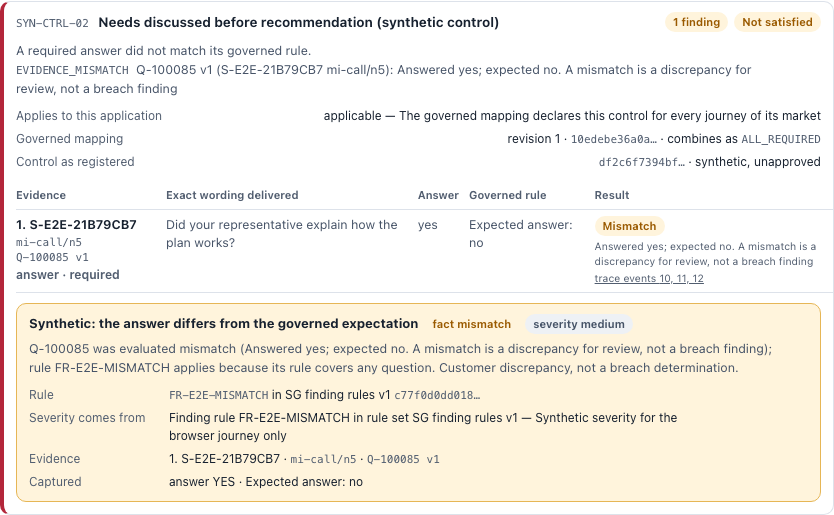 SYN-CTRL-02 Needs discussed before recommendation (synthetic control) 1 finding Not satisfied
A required answer did not match its governed rule.
EVIDENCE_MISMATCH Q-100085 v1 (S-E2E-21B79CB7 mi-call/n5): Answered yes; expected no. A mismatch is a discrepancy for
review, not a breach finding
Applies to this application applicable — The governed mapping declares this control for every journey of its market
Governed mapping revision 1 · 10edebe36a0a… · combines as ALL_REQUIRED
Control as registered df2c6f7394bf… · synthetic, unapproved
Evidence Exact wording delivered Answer Governed rule Result
1. S-E2E-21B79CB7 Did your representative explain how the yes Expected answer: Mismatch
mi-call/n5 plan works? no Answered yes; expected no. A mismatch is a
Q-100085 v1 discrepancy for review, not a breach finding
answer · required trace events 10, 11, 12
Synthetic: the answer differs from the governed expectation fact mismatch severity medium
Q-100085 was evaluated mismatch (Answered yes; expected no. A mismatch is a discrepancy for review, not a breach finding);
rule FR-E2E-MISMATCH applies because its rule covers any question. Customer discrepancy, not a breach determination.
Rule FR-E2E-MISMATCH in SG finding rules v1 c77f0d0dd018…
Severity comes from Finding rule FR-E2E-MISMATCH in rule set SG finding rules v1 — Synthetic severity for the
browser journey only
Evidence 1. S-E2E-21B79CB7 · mi-call/n5 · Q-100085 v1
Captured answer YES · Expected answer: no